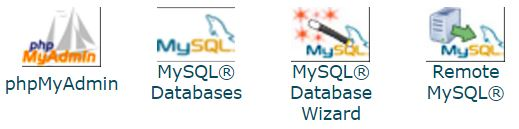 php
MyAdmin
phpMyAdmin
MySQL
MySQL®
Databases
MySQL
MySQL®
Database
Wizard
MySQL
Remote
MySQL®